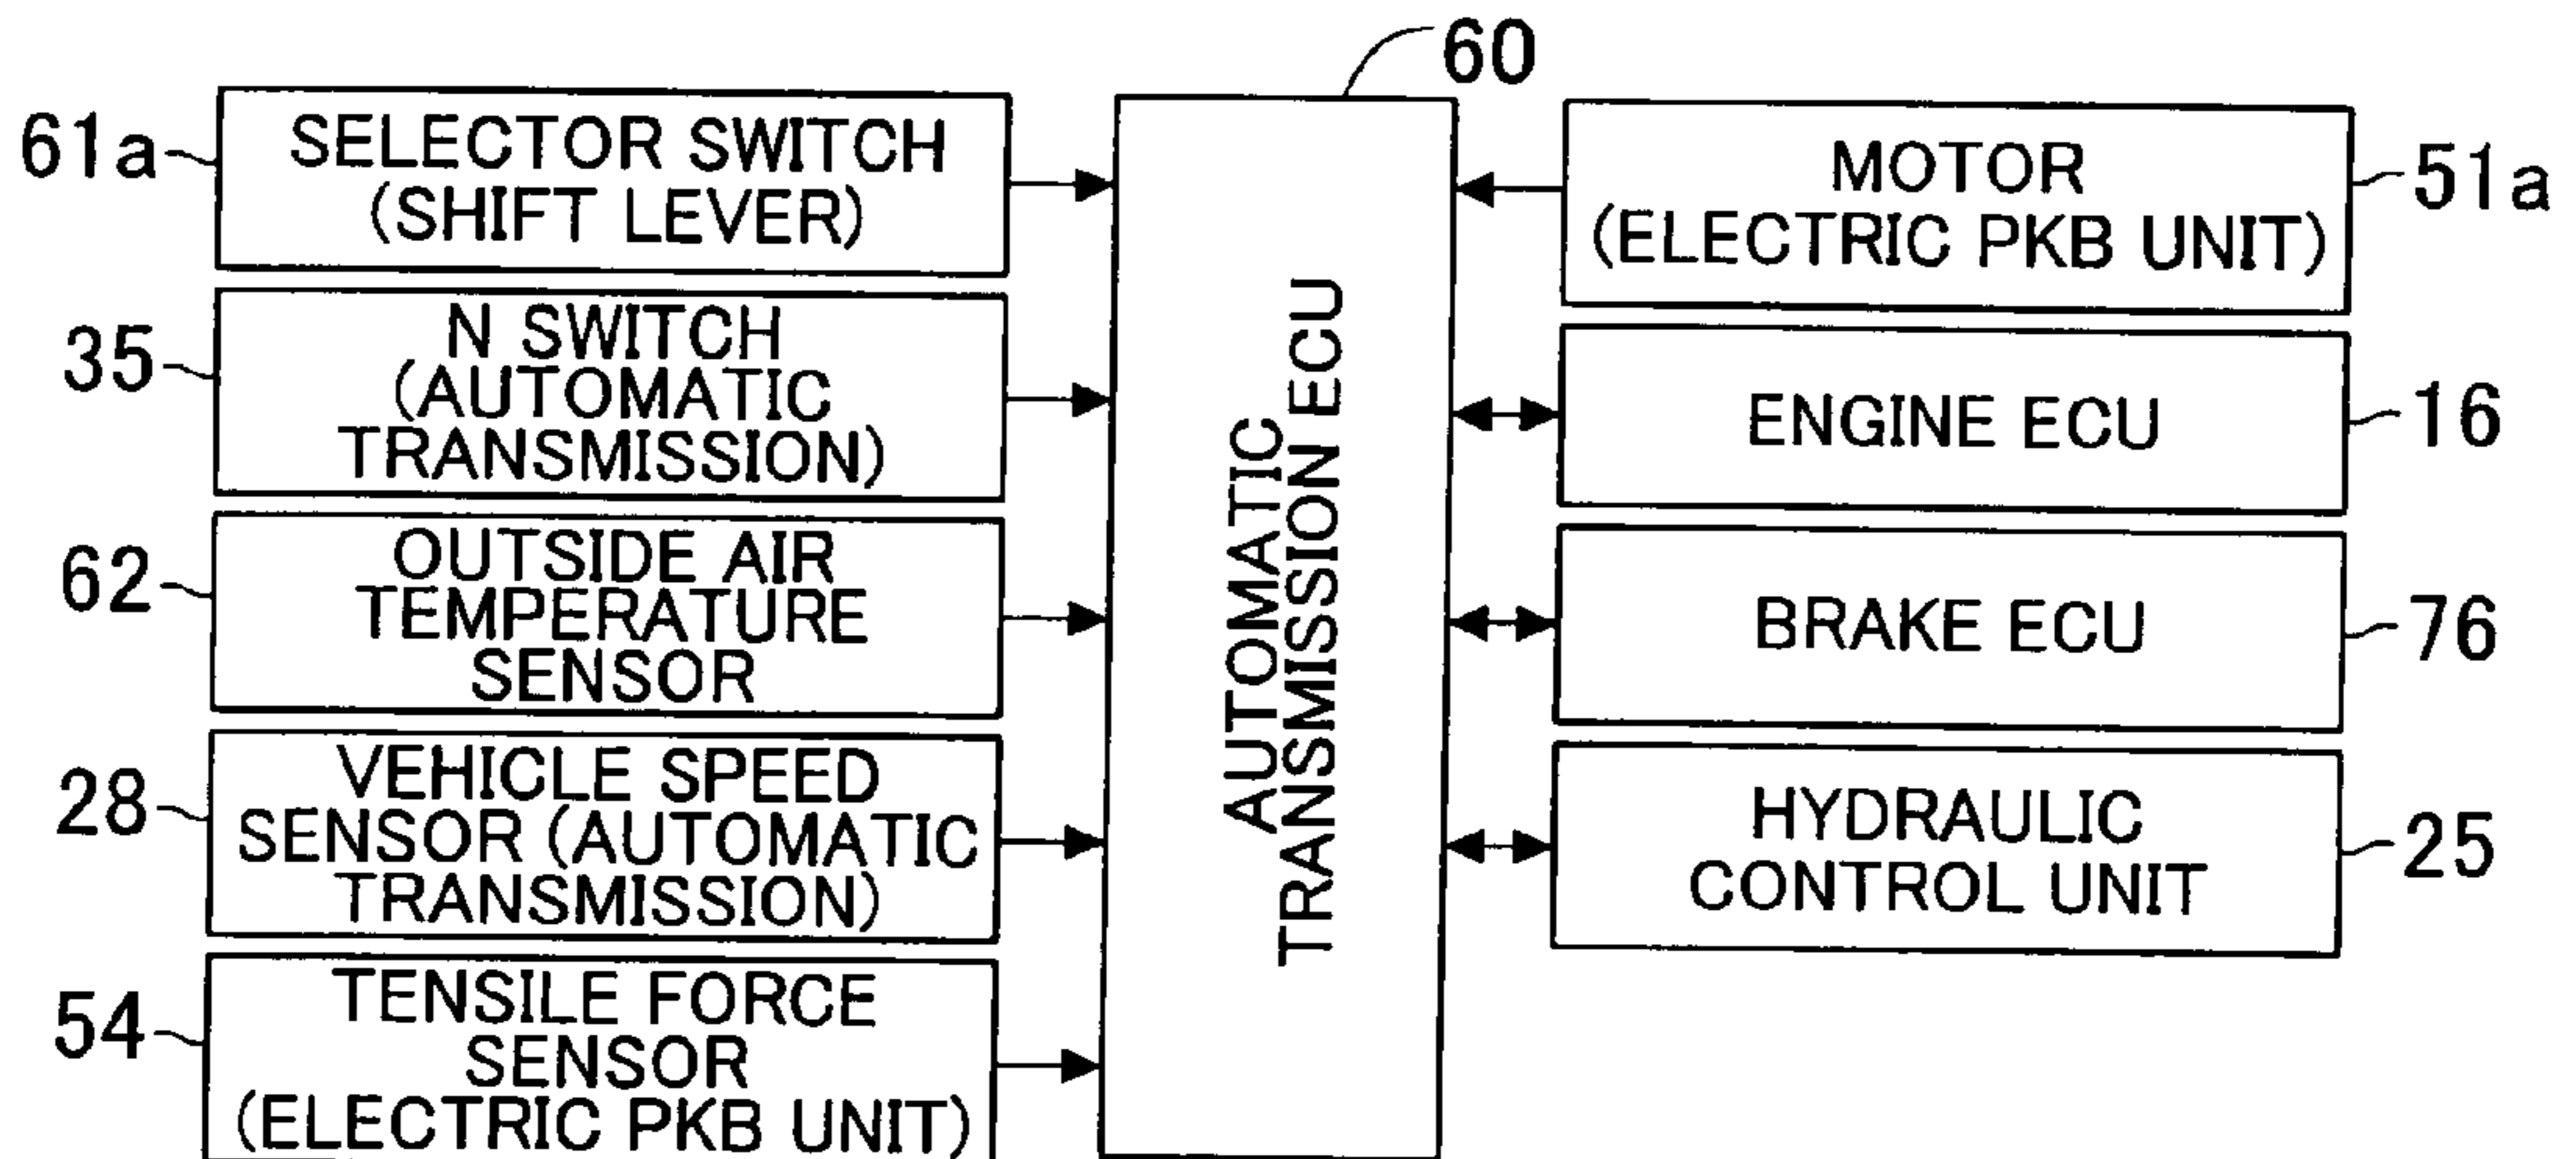 60
61a
SELECTOR SWITCH
(SHIFT LEVER)
35
N SWITCH
(AUTOMATIC
TRANSMISSION)
62
OUTSIDE AIR
TEMPERATURE
SENSOR
28
VEHICLE SPEED
SENSOR (AUTOMATIC
TRANSMISSION)
54
TENSILE FORCE
SENSOR
(ELECTRIC PKB UNIT)
AUTOMATIC
TRANSMISSION ECU
MOTOR
(ELECTRIC PKB UNIT)
51a
ENGINE ECU
16
BRAKE ECU
76
HYDRAULIC
CONTROL UNIT
25